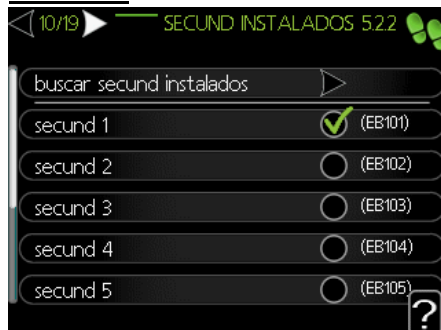 10/19 SECUND INSTALADOS 5.2.2
buscar secund instalados
secund 1 (EB101)
secund 2 (EB102)
secund 3 (EB103)
secund 4 (EB104)
secund 5 (EB105)
?